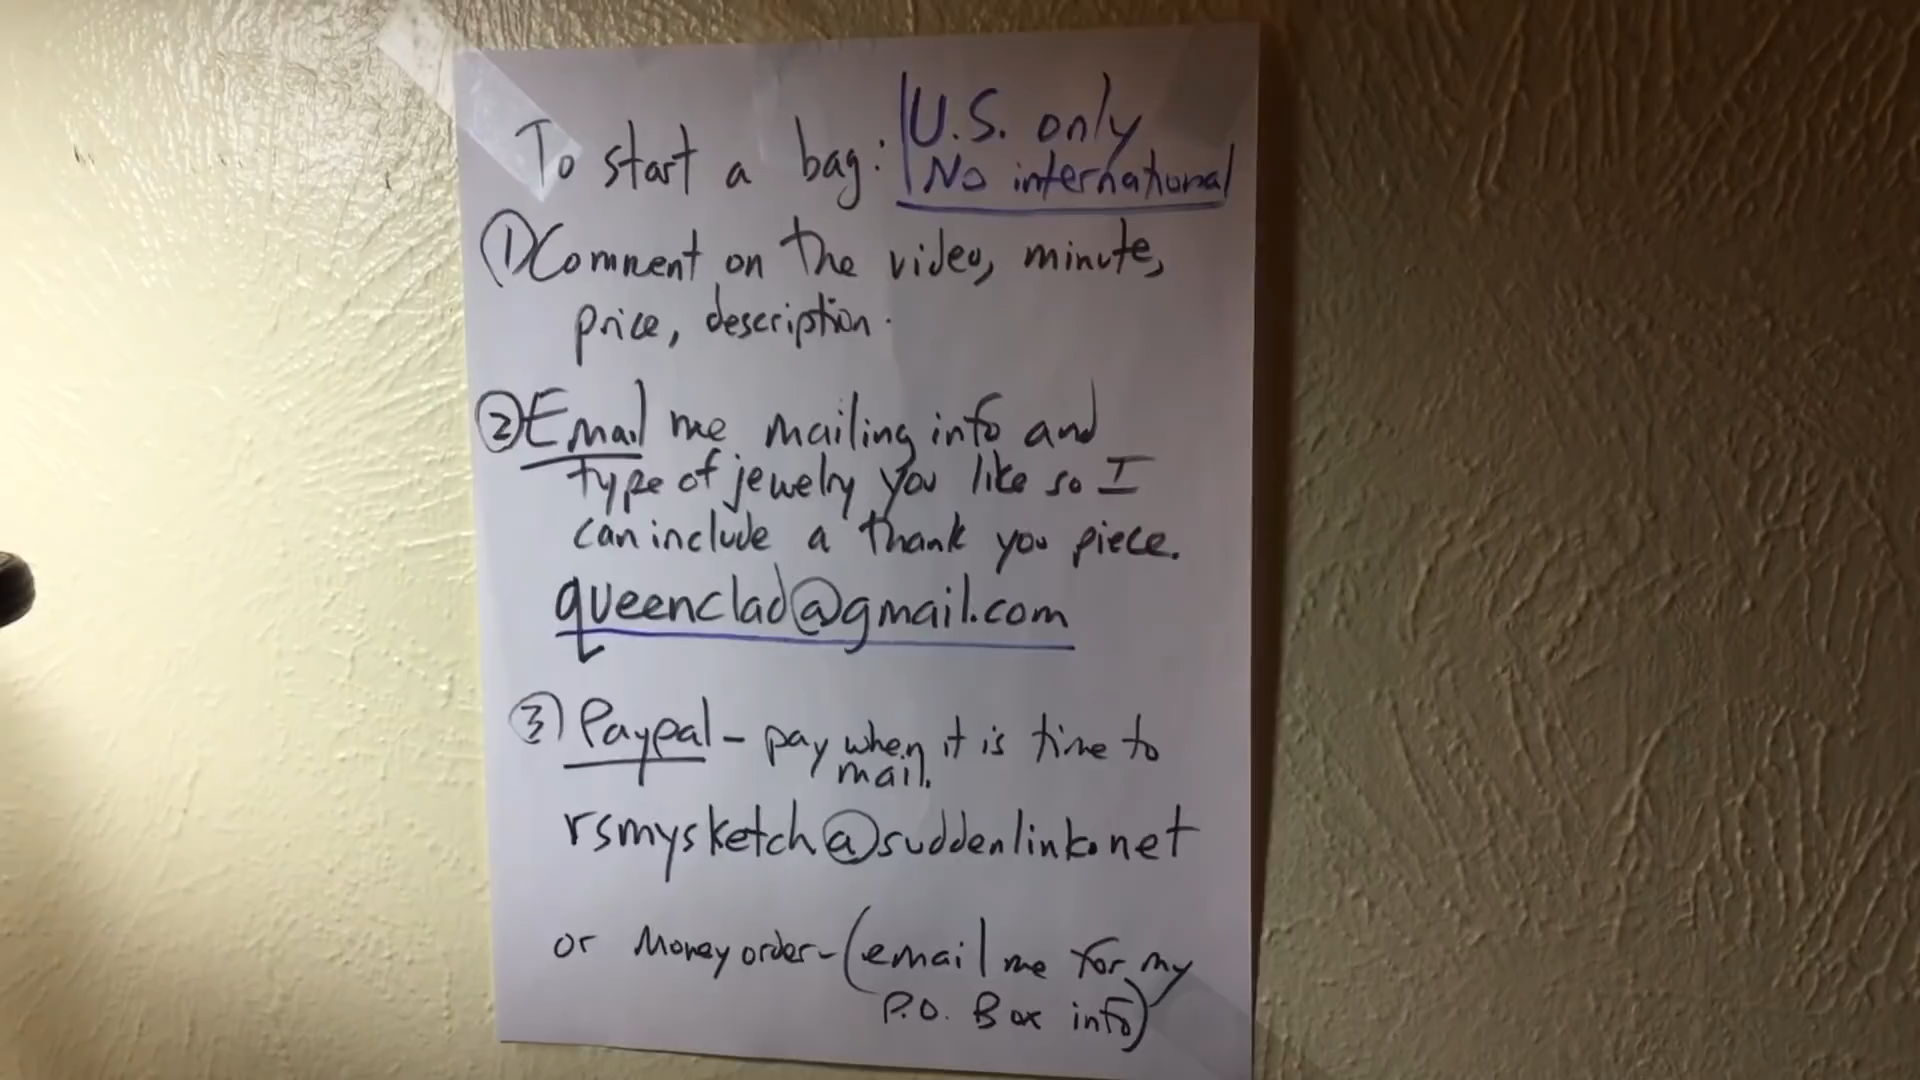 To start a bag: U.S. only
No international
① Comment on the video, minute,
price, description.
② Email me mailing info and
type of jewelry you like so I
can include a thank you piece.
queenclad@gmail.com
③ Paypal - pay when it is time to
mail.
rsmysketch@suddenlink.net
or Money order - (email me for my
P.O. Box info)